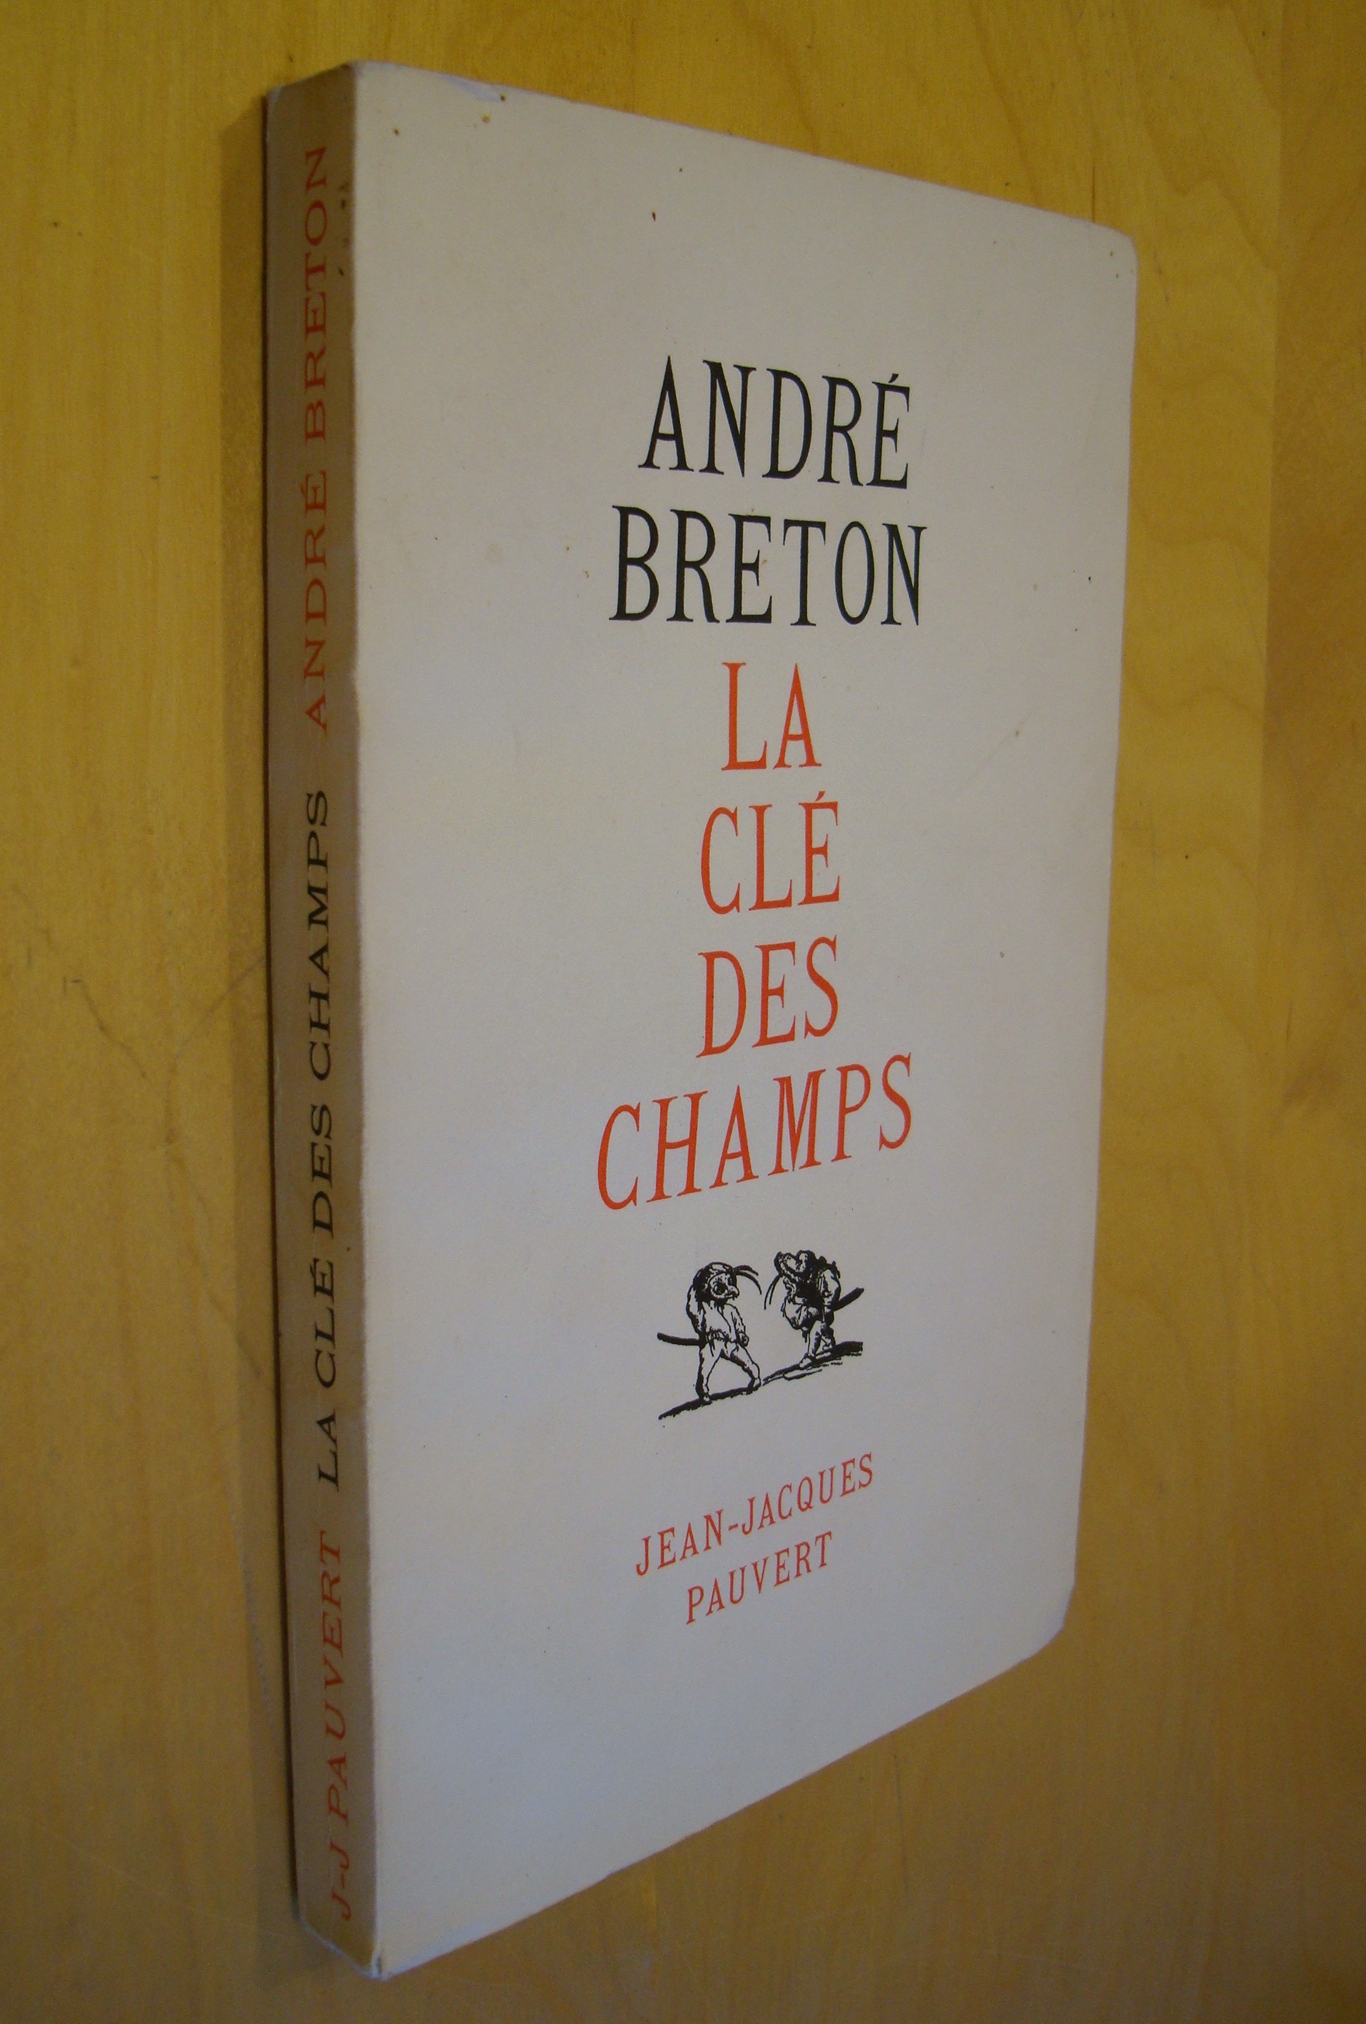 ANDRÉ
BRETON
LA
CLÉ
DES
CHAMPS
JEAN-JACQUES
PAUVERT
J-J PAUVERT LA CLÉ DES CHAMPS ANDRÉ BRETON